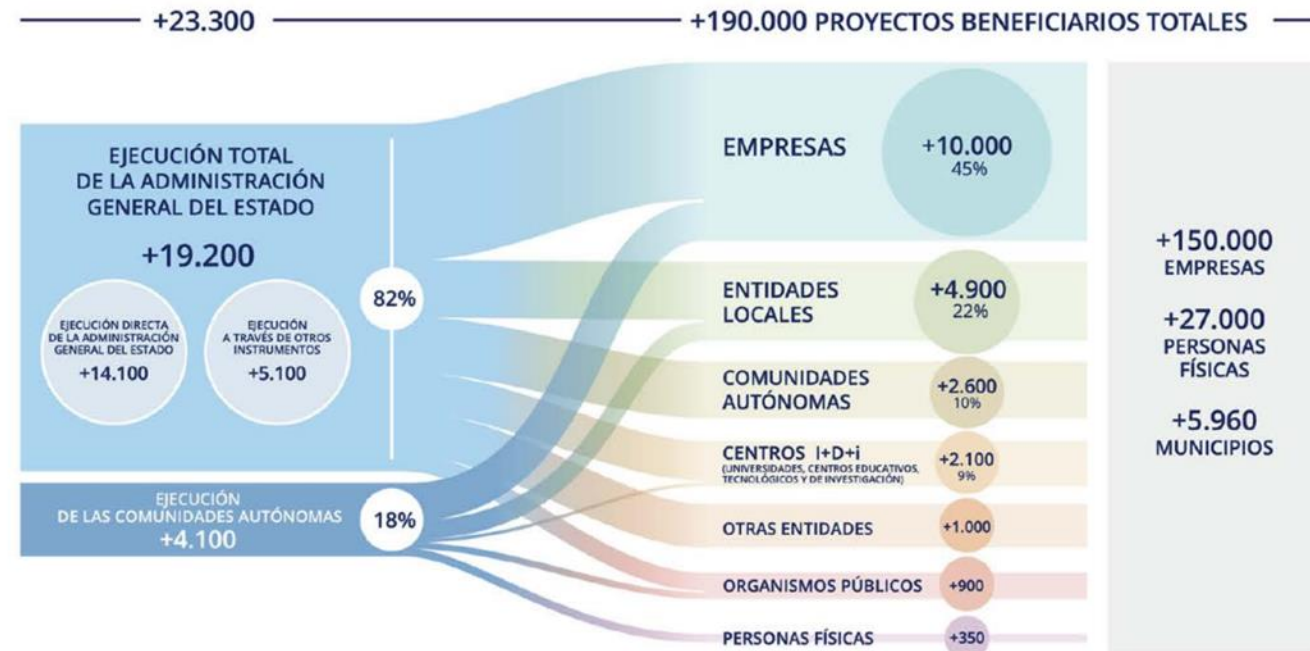 +23.300
+190.000 PROYECTOS BENEFICIARIOS TOTALES
EJECUCIÓN TOTAL
DE LA ADMINISTRACIÓN
GENERAL DEL ESTADO
+19.200
EJECUCIÓN DIRECTA
DE LA ADMINISTRACIÓN
GENERAL DEL ESTADO
+14.100
EJECUCIÓN
A TRAVÉS DE OTROS
INSTRUMENTOS
+5.100
82%
EJECUCIÓN
DE LAS COMUNIDADES AUTÓNOMAS
+4.100
18%
EMPRESAS
+10.000
45%
ENTIDADES
LOCALES
+4.900
22%
COMUNIDADES
AUTÓNOMAS
+2.600
10%
CENTROS I+D+i
(UNIVERSIDADES, CENTROS EDUCATIVOS,
TECNOLÓGICOS Y DE INVESTIGACIÓN)
+2.100
9%
OTRAS ENTIDADES
+1.000
ORGANISMOS PÚBLICOS
+900
PERSONAS FÍSICAS
+350
+150.000
EMPRESAS
+27.000
PERSONAS
FÍSICAS
+5.960
MUNICIPIOS